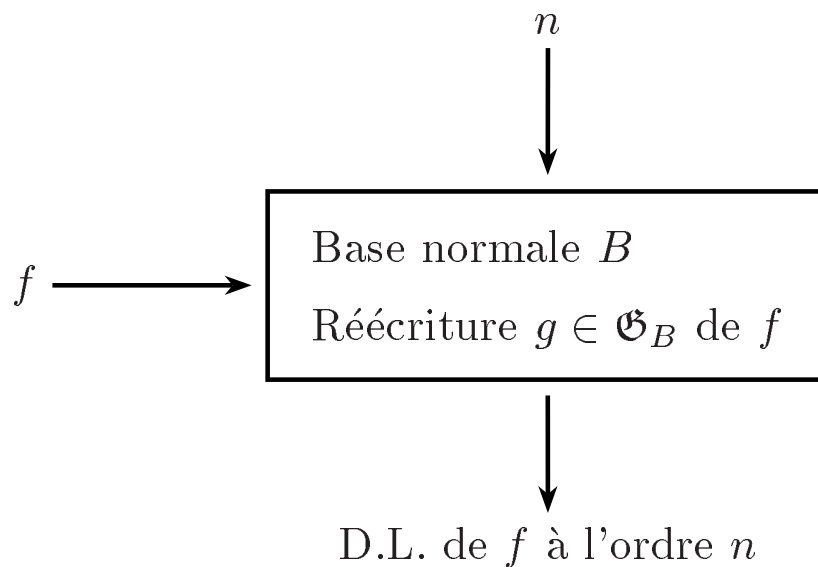 n
f
Base normale B
Réécriture g ∈ 𝔊_B de f
D.L. de f à l'ordre n